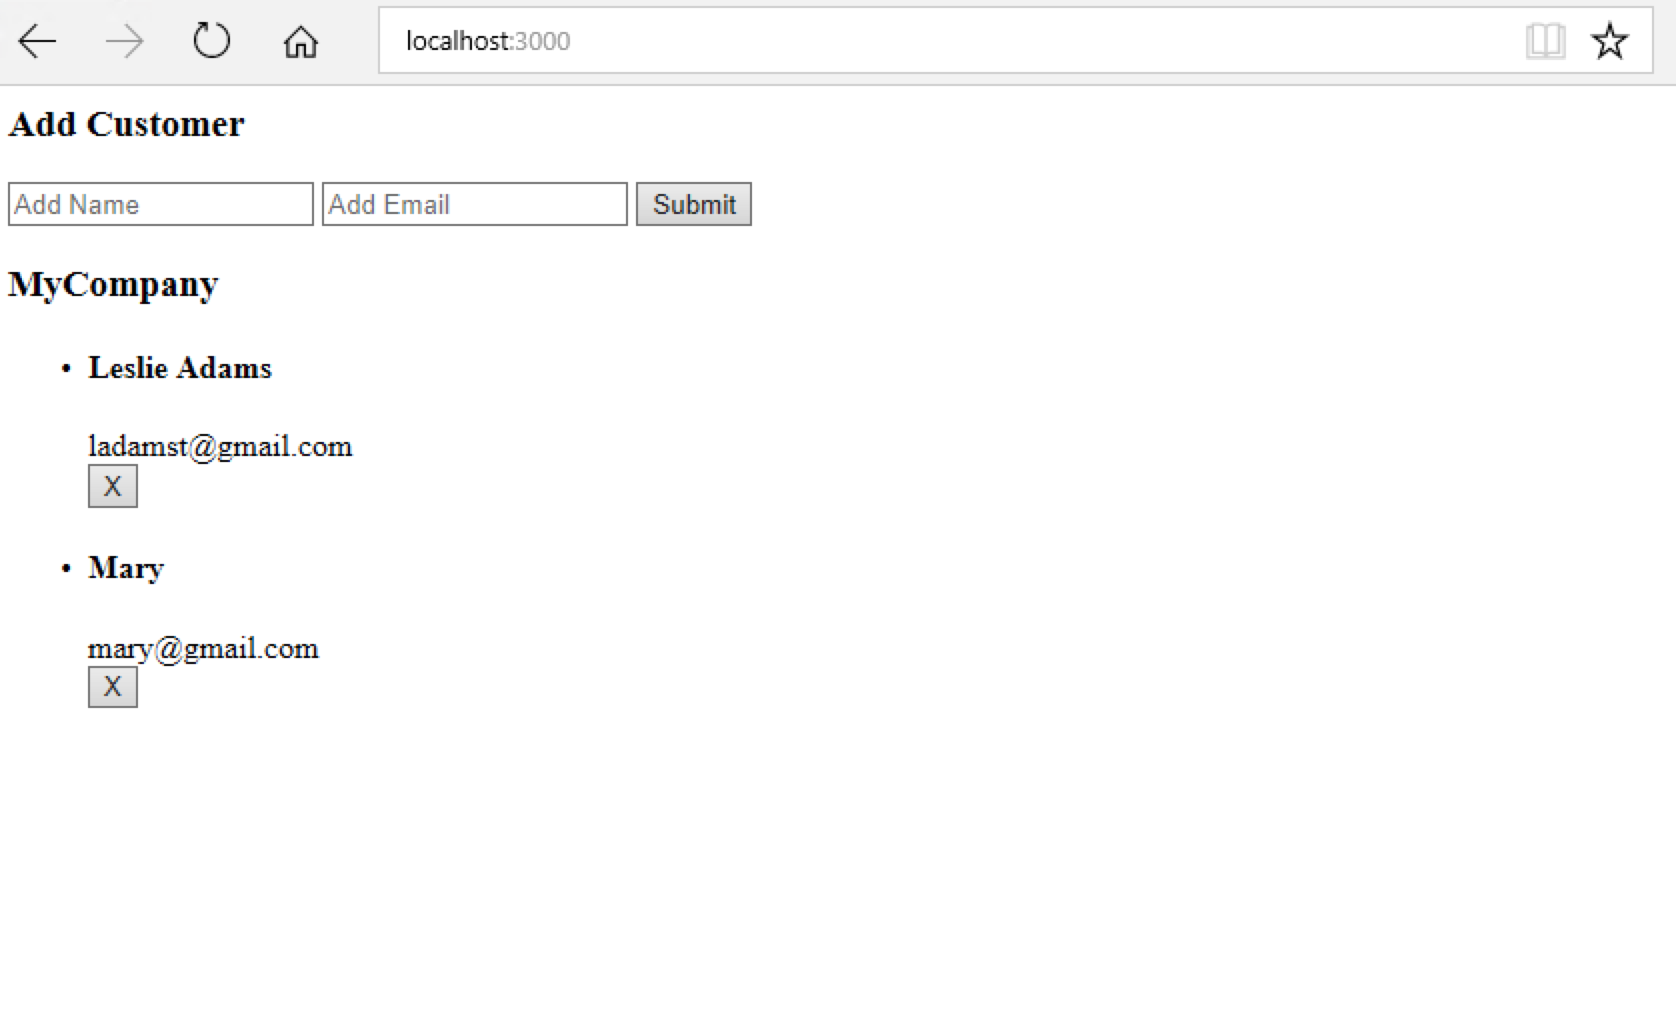 localhost:3000
Add Customer
Add Name Add Email Submit
MyCompany
• Leslie Adams
ladamst@gmail.com
X
• Mary
mary@gmail.com
X